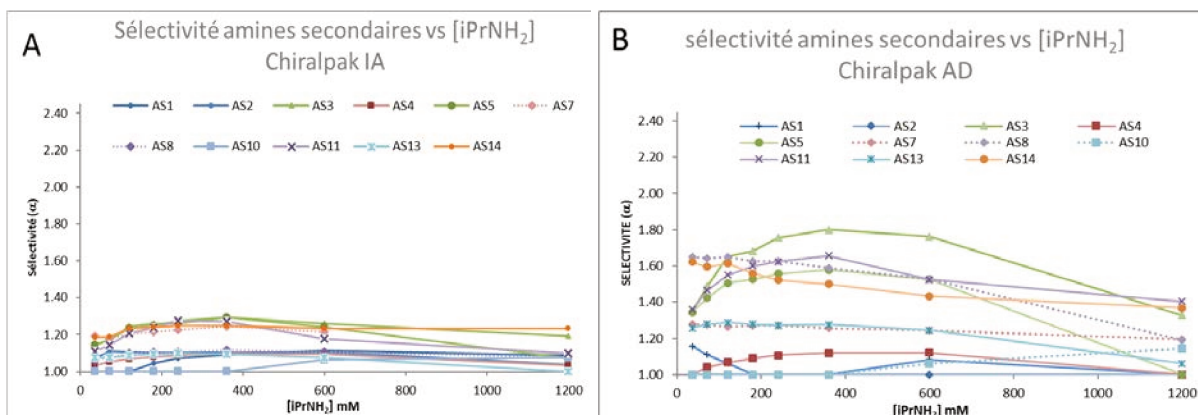 A
Sélectivité amines secondaires vs [iPrNH₂]
Chiralpak IA
AS1 AS2 AS3 AS4 AS5 AS7
AS8 AS10 AS11 AS13 AS14
2.40
2.20
2.00
1.80
1.60
1.40
1.20
1.00
Sélectivité (α)
0 200 400 600 800 1000 1200
[iPrNH₂] mM
B
sélectivité amines secondaires vs [iPrNH₂]
Chiralpak AD
AS1 AS2 AS3 AS4
AS5 AS7 AS8 AS10
AS11 AS13 AS14
2.40
2.20
2.00
1.80
1.60
1.40
1.20
1.00
SELECTIVITE (α)
0 200 400 600 800 1000 1200
[iPrNH₂] mM